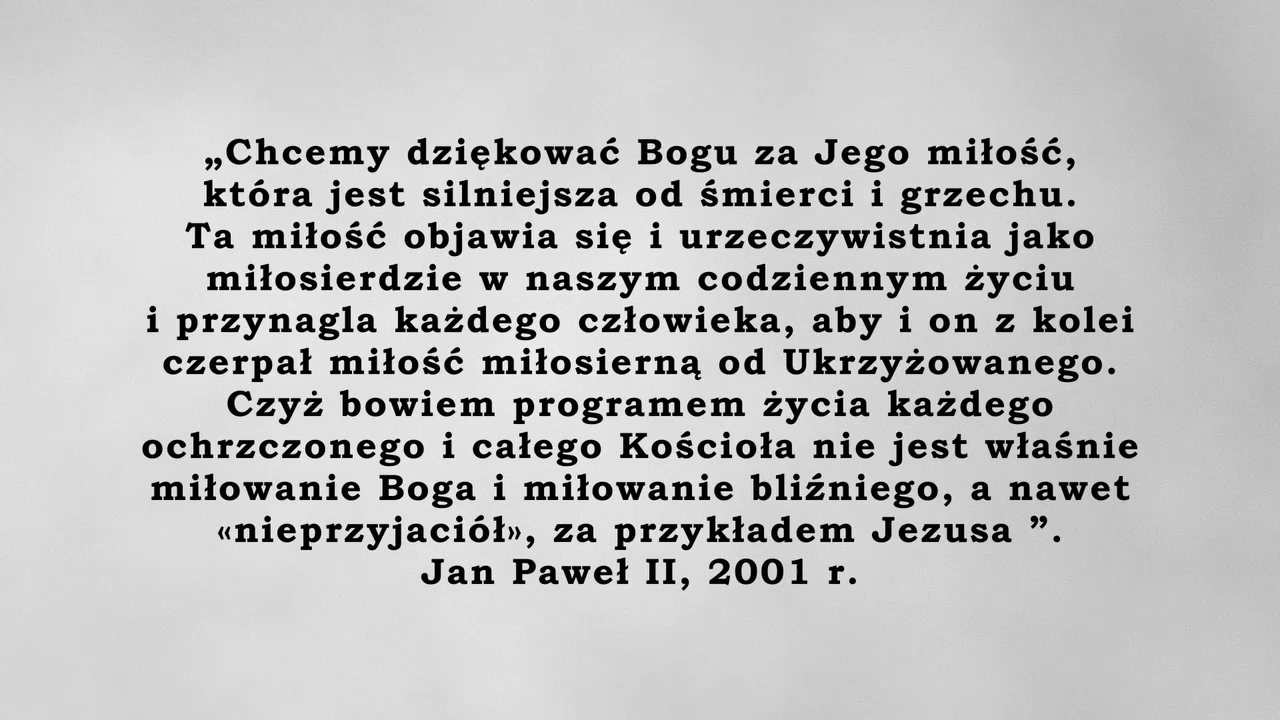 „Chcemy dziękować Bogu za Jego miłość,
która jest silniejsza od śmierci i grzechu.
Ta miłość objawia się i urzeczywistnia jako
miłosierdzie w naszym codziennym życiu
i przynagla każdego człowieka, aby i on z kolei
czerpał miłość miłosierną od Ukrzyżowanego.
Czyż bowiem programem życia każdego
ochrzczonego i całego Kościoła nie jest właśnie
miłowanie Boga i miłowanie bliźniego, a nawet
«nieprzyjaciół», za przykładem Jezusa ”.
Jan Paweł II, 2001 r.